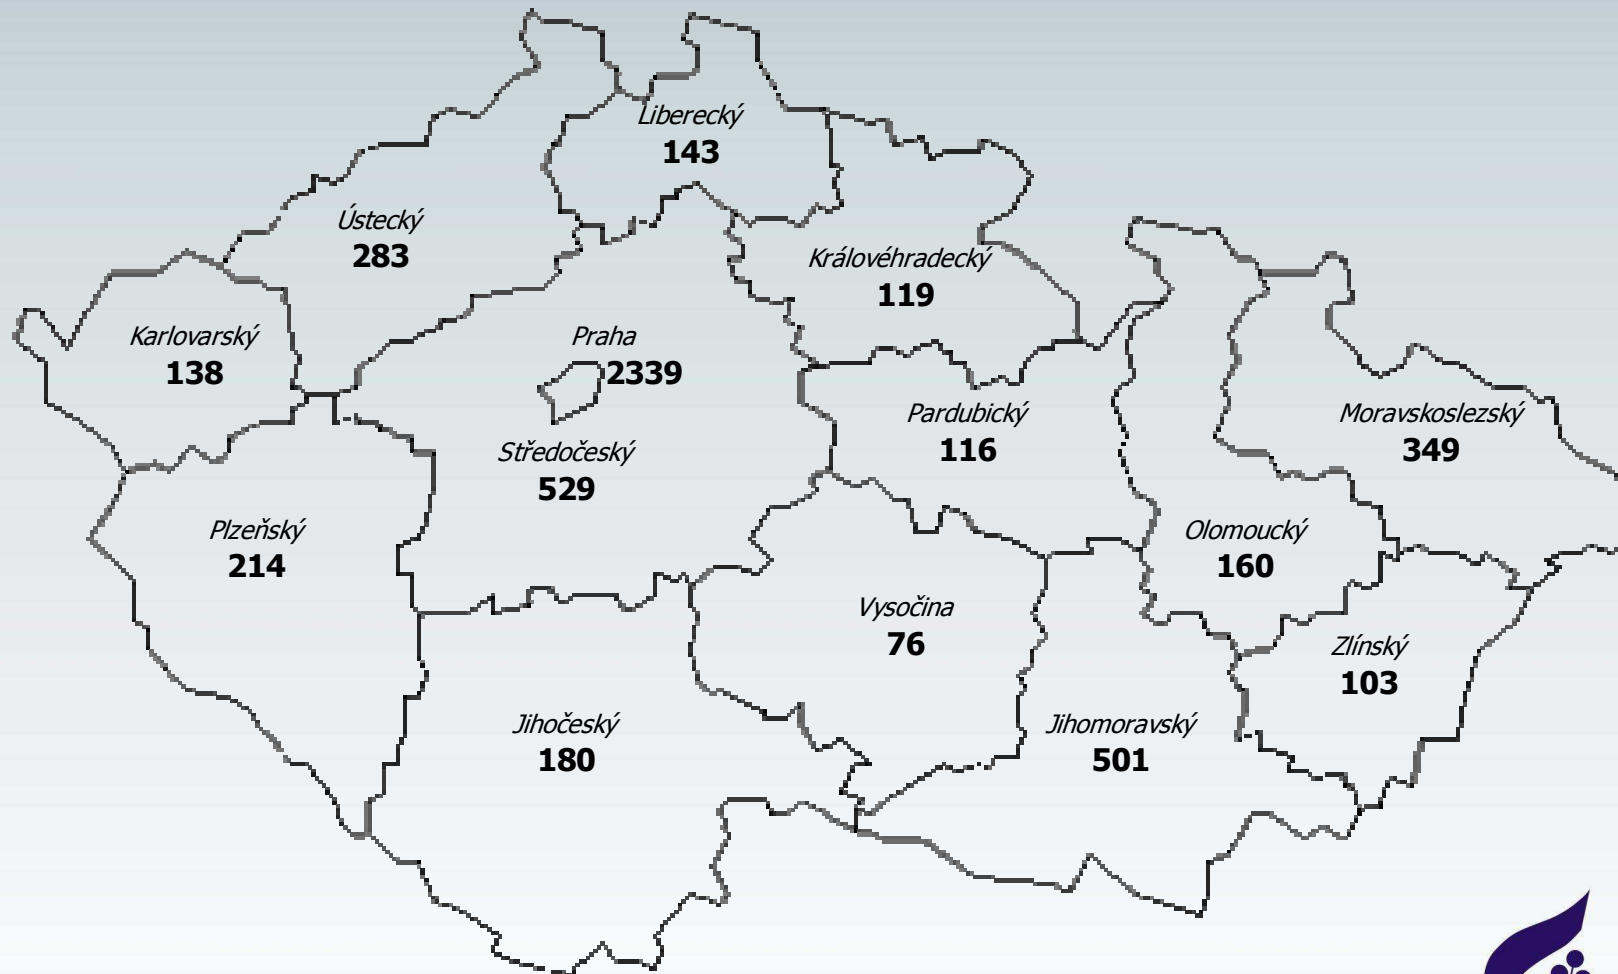 Liberecký
143
Ústecký
283
Královéhradecký
119
Karlovarský
138
Praha
2339
Pardubický
116
Moravskoslezský
349
Středočeský
529
Plzeňský
214
Olomoucký
160
Vysočina
76
Zlínský
103
Jihočeský
180
Jihomoravský
501